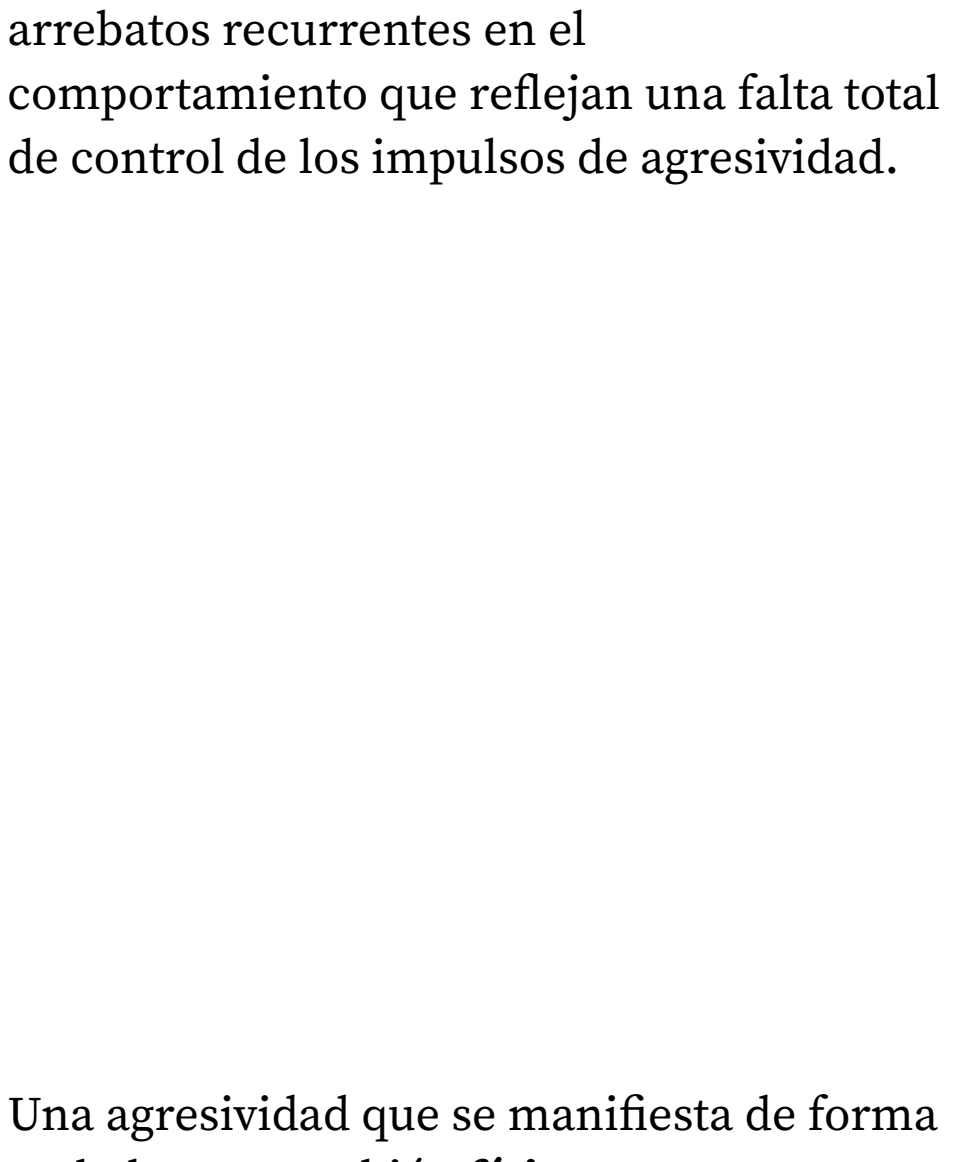 arrebatos recurrentes en el
comportamiento que reflejan una falta total
de control de los impulsos de agresividad.
Una agresividad que se manifiesta de forma